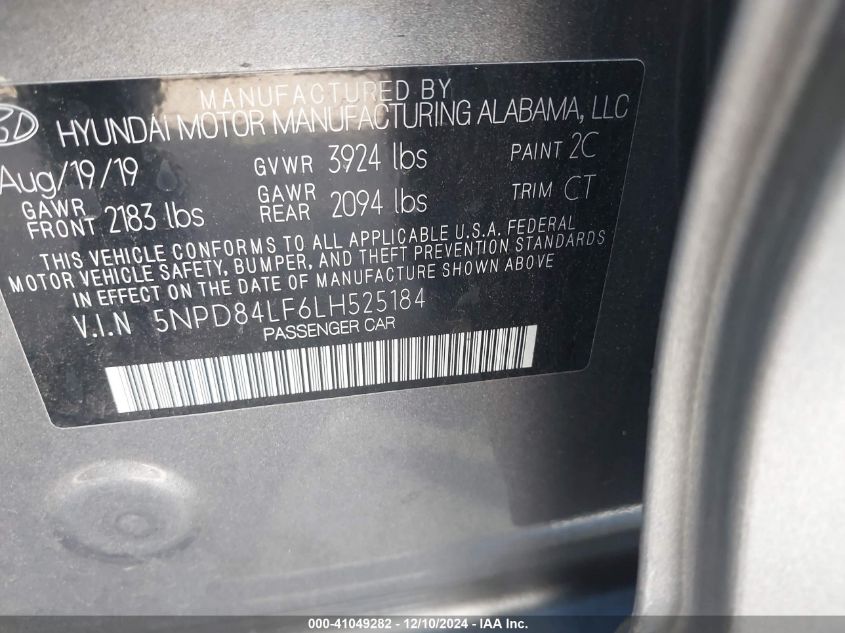 MANUFACTURED BY
HYUNDAI MOTOR MANUFACTURING ALABAMA, LLC
Aug/19/19 GVWR 3924 lbs PAINT 2C
GAWR FRONT 2183 lbs GAWR REAR 2094 lbs TRIM CT
THIS VEHICLE CONFORMS TO ALL APPLICABLE U.S.A. FEDERAL
MOTOR VEHICLE SAFETY, BUMPER, AND THEFT PREVENTION STANDARDS
IN EFFECT ON THE DATE OF MANUFACTURE SHOWN ABOVE
V.I.N 5NPD84LF6LH525184
PASSENGER CAR
000-41049282 - 12/10/2024 - IAA Inc.